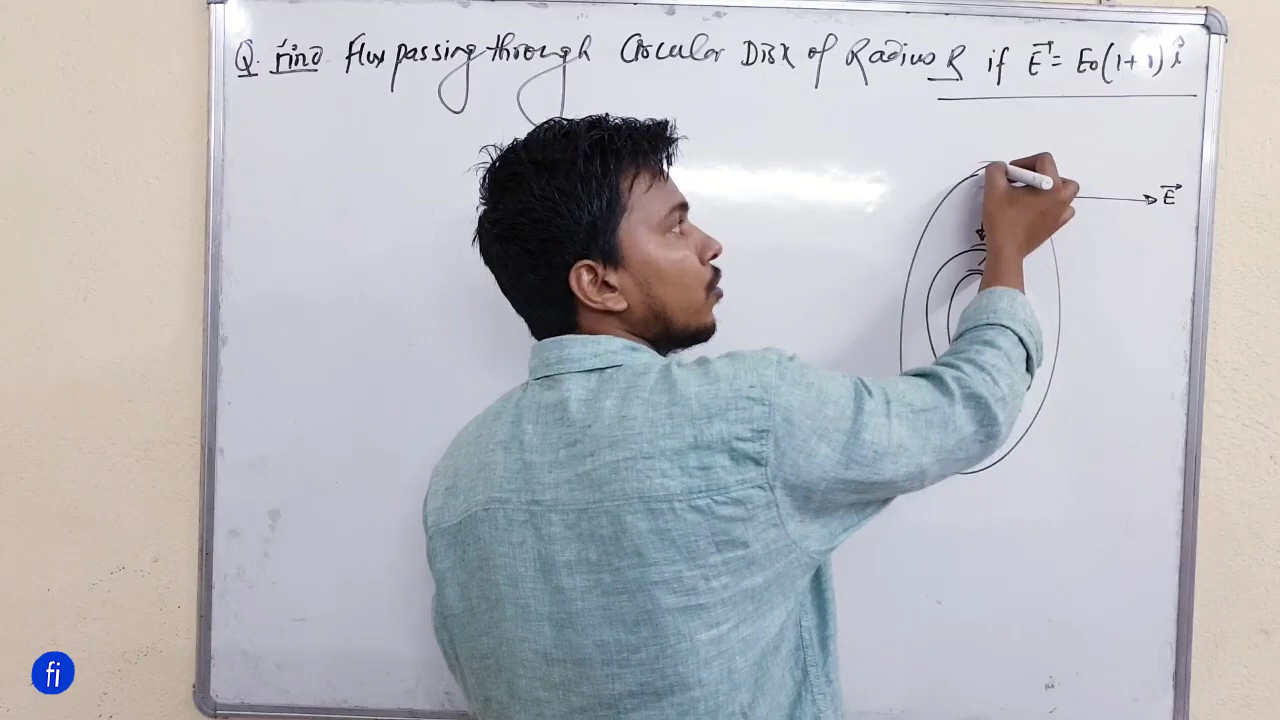 Q. Find flux passing through Circular Disk of Radius R if E⃗ = E0(1+r) î
E⃗
fi